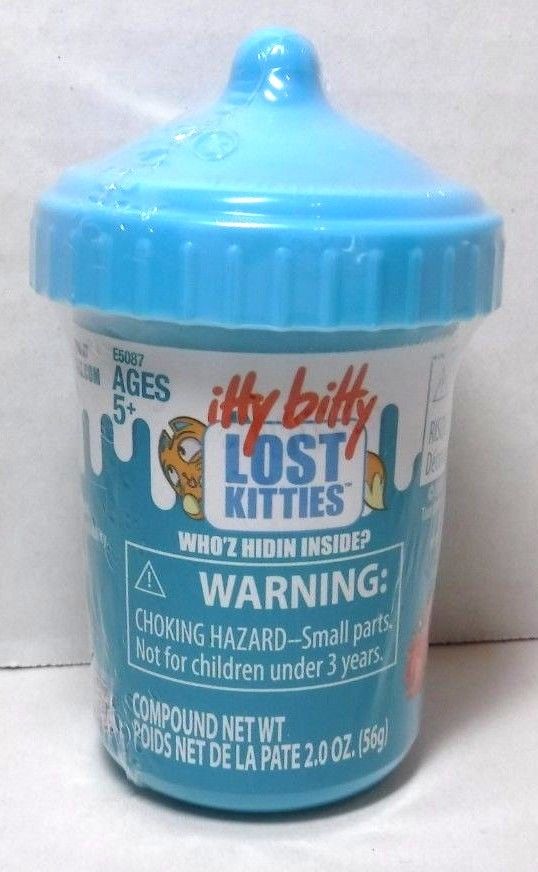 E5087
AGES
5+
itty bitty
LOST
KITTIES™
WHO'Z HIDIN INSIDE?
WARNING:
CHOKING HAZARD–Small parts.
Not for children under 3 years.
COMPOUND NET WT
POIDS NET DE LA PATE 2.0 OZ. (56g)